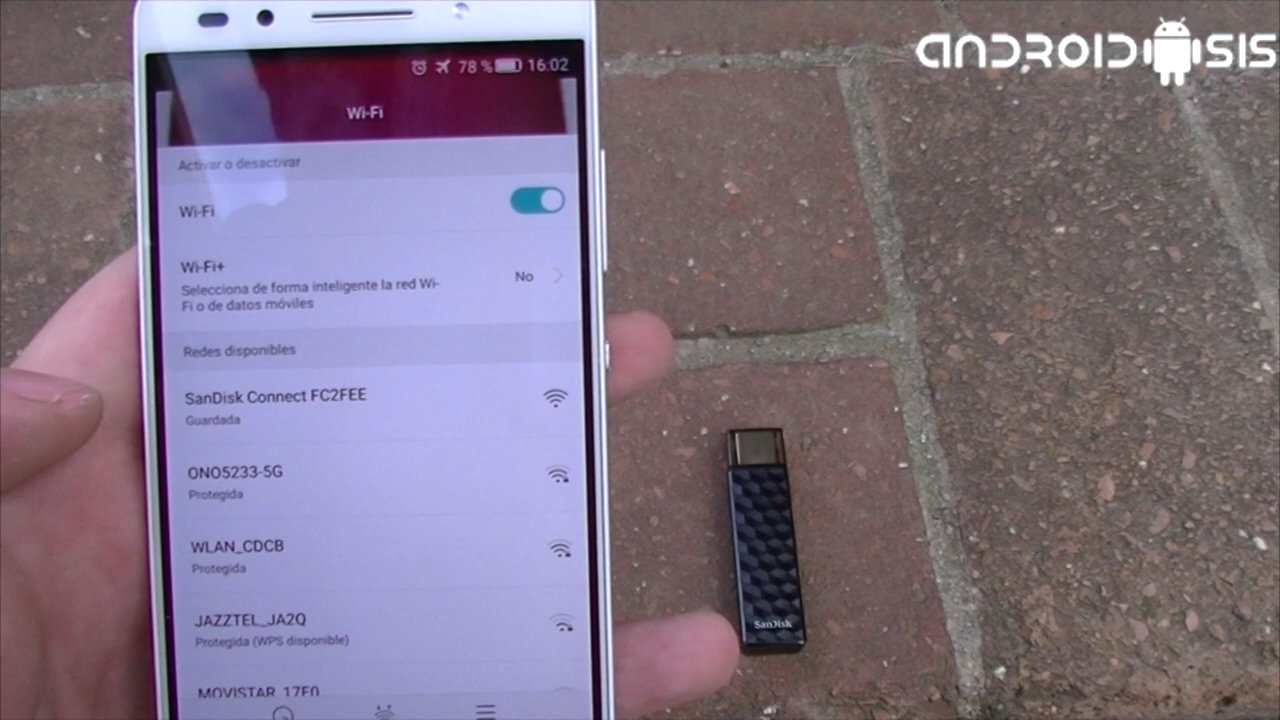 ANDROIDSIS
78 % 16:02
Wi-Fi
Activar o desactivar
Wi-Fi
Wi-Fi+
No
Selecciona de forma inteligente la red Wi-
Fi o de datos móviles
Redes disponibles
SanDisk Connect FC2FEE
Guardada
ONO5233-5G
Protegida
WLAN_CDCB
Protegida
JAZZTEL_JA2Q
Protegida (WPS disponible)
MOVISTAR_17F0
SanDisk